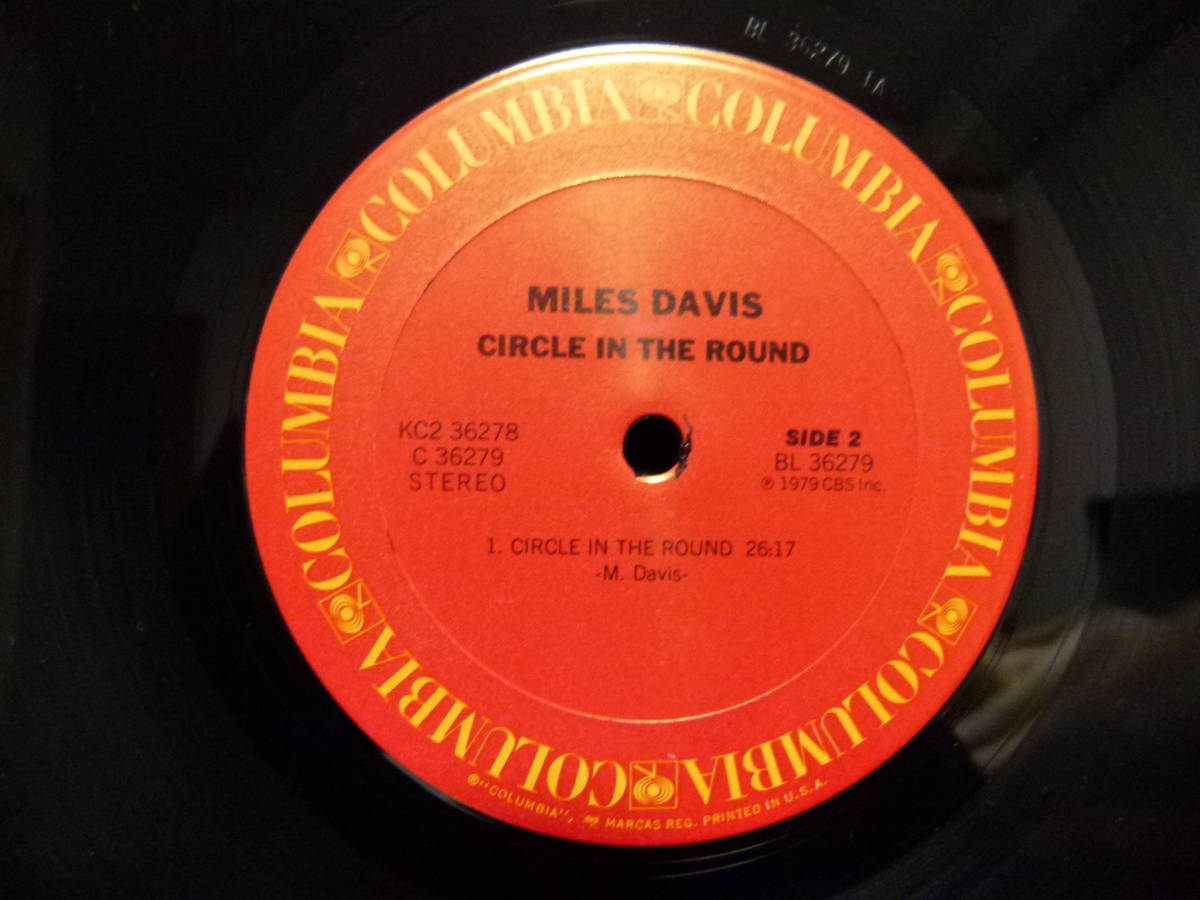 BL 36279 1A
COLUMBIA COLUMBIA COLUMBIA COLUMBIA COLUMBIA COLUMBIA
MILES DAVIS
CIRCLE IN THE ROUND
KC2 36278
C 36279
STEREO
SIDE 2
BL 36279
℗ 1979 CBS Inc.
1. CIRCLE IN THE ROUND 26:17
-M. Davis-
®"COLUMBIA", MARCAS REG. PRINTED IN U.S.A.